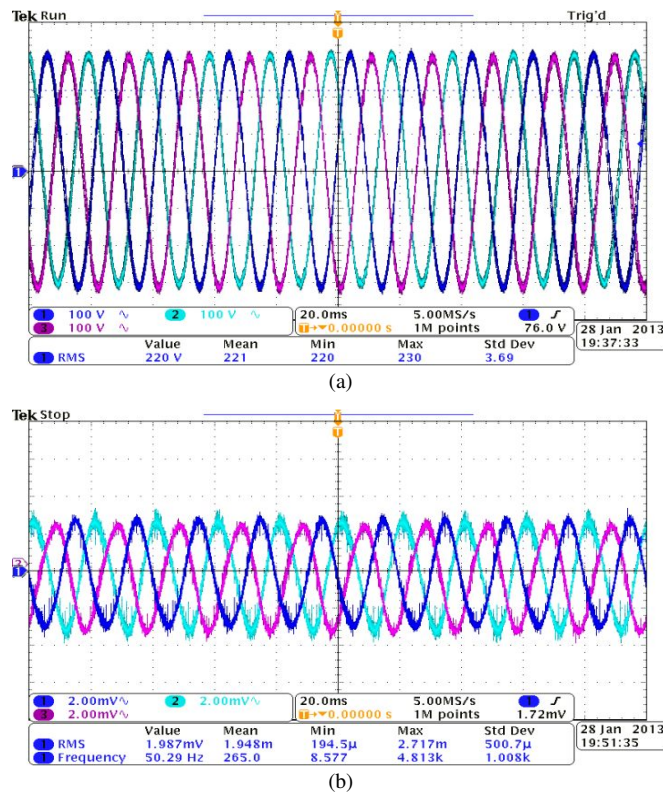 Tek Run Trig'd
T
1
1 100 V ∿ 2 100 V ∿
3 100 V ∿
20.0ms 5.00MS/s
T→▼0.00000 s 1M points
1 ∫ 76.0 V
28 Jan 2013
19:37:33
Value Mean Min Max Std Dev
1 RMS 220 V 221 220 230 3.69
(a)
Tek Stop
T
T
2
1
1 2.00mV∿ 2 2.00mV∿
3 2.00mV∿
20.0ms 5.00MS/s
T→▼0.00000 s 1M points
1 ∫ 1.72mV
28 Jan 2013
19:51:35
Value Mean Min Max Std Dev
1 RMS 1.987mV 1.948m 194.5µ 2.717m 500.7µ
1 Frequency 50.29 Hz 265.0 8.577 4.813k 1.008k
(b)